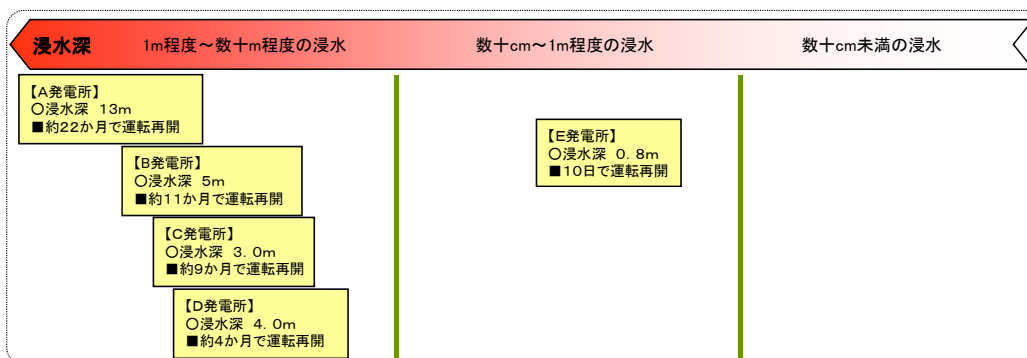 浸水深
1m程度～数十m程度の浸水
数十cm～1m程度の浸水
数十cm未満の浸水
【A発電所】
○浸水深 13m
■約22か月で運転再開
【B発電所】
○浸水深 5m
■約11か月で運転再開
【C発電所】
○浸水深 3.0m
■約9か月で運転再開
【D発電所】
○浸水深 4.0m
■約4か月で運転再開
【E発電所】
○浸水深 0.8m
■10日で運転再開